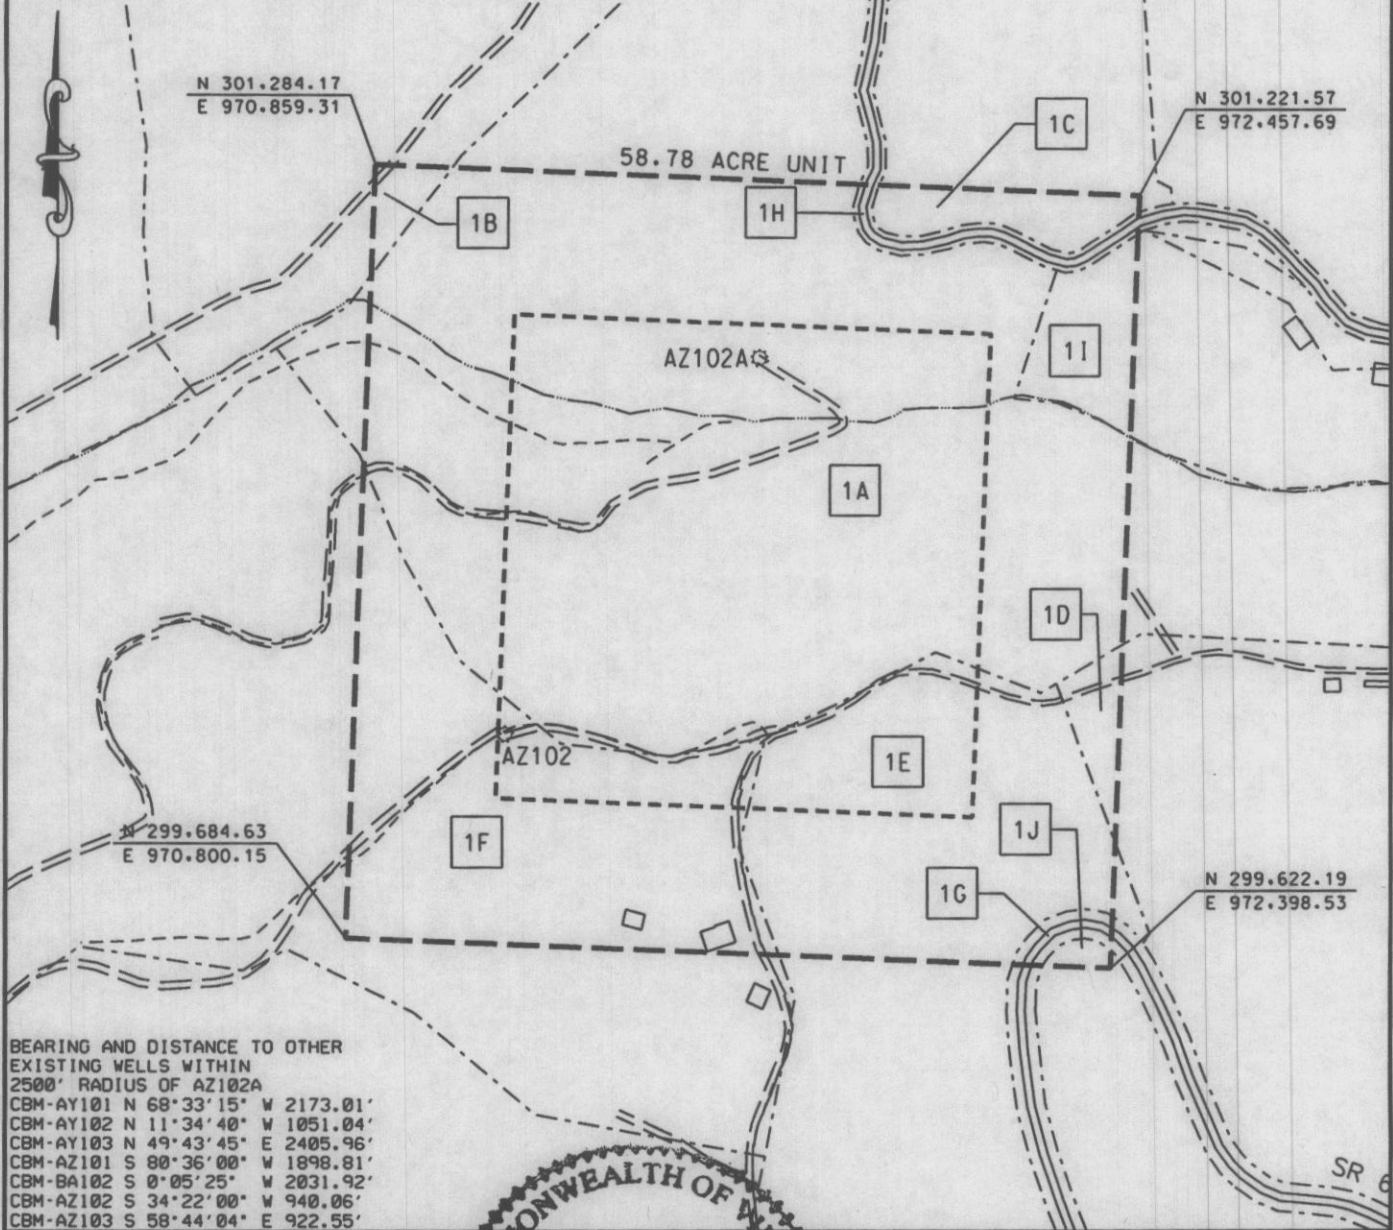 N 301.284.17
E 970.859.31
58.78 ACRE UNIT
1C
N 301.221.57
E 972.457.69
1B
1H
AZ102A
1I
1A
1D
AZ102
1E
N 299.684.63
E 970.800.15
1F
1J
1G
N 299.622.19
E 972.398.53
BEARING AND DISTANCE TO OTHER
EXISTING WELLS WITHIN
2500' RADIUS OF AZ102A
CBM-AY101 N 68°33'15" W 2173.01'
CBM-AY102 N 11°34'40" W 1051.04'
CBM-AY103 N 49°43'45" E 2405.96'
CBM-AZ101 S 80°36'00" W 1898.81'
CBM-BA102 S 0°05'25" W 2031.92'
CBM-AZ102 S 34°22'00" W 940.06'
CBM-AZ103 S 58°44'04" E 922.55'
ONWEALTH OF
SR 6